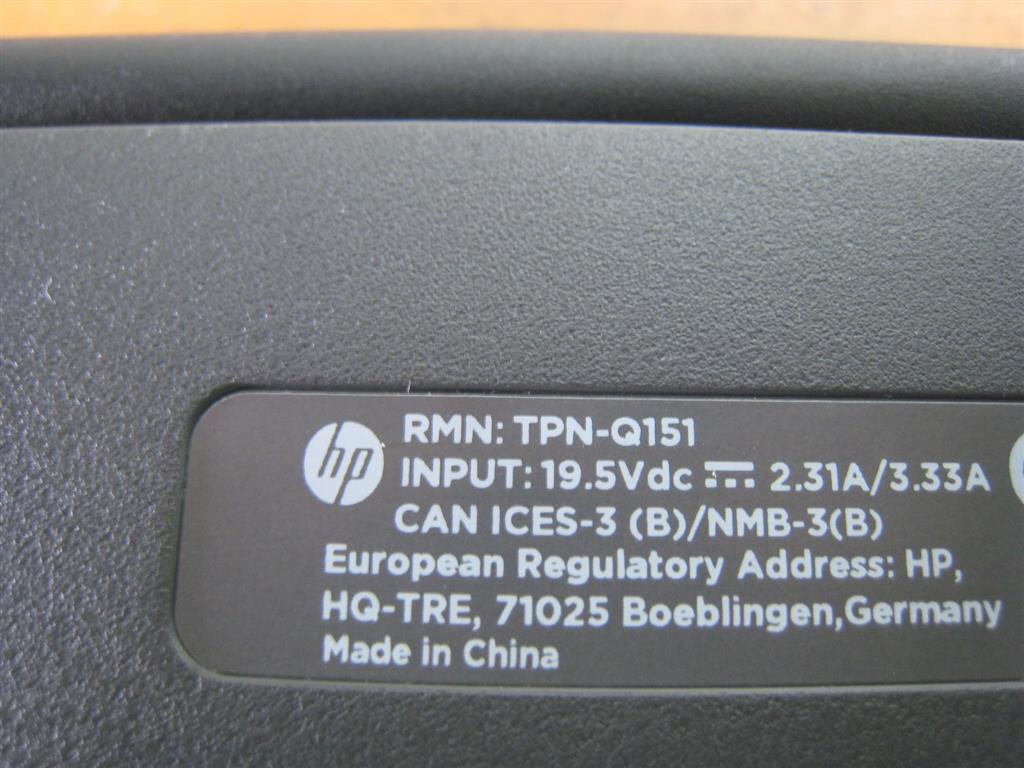 hp
RMN: TPN-Q151
INPUT: 19.5Vdc ⎓ 2.31A/3.33A
CAN ICES-3 (B)/NMB-3(B)
European Regulatory Address: HP,
HQ-TRE, 71025 Boeblingen,Germany
Made in China